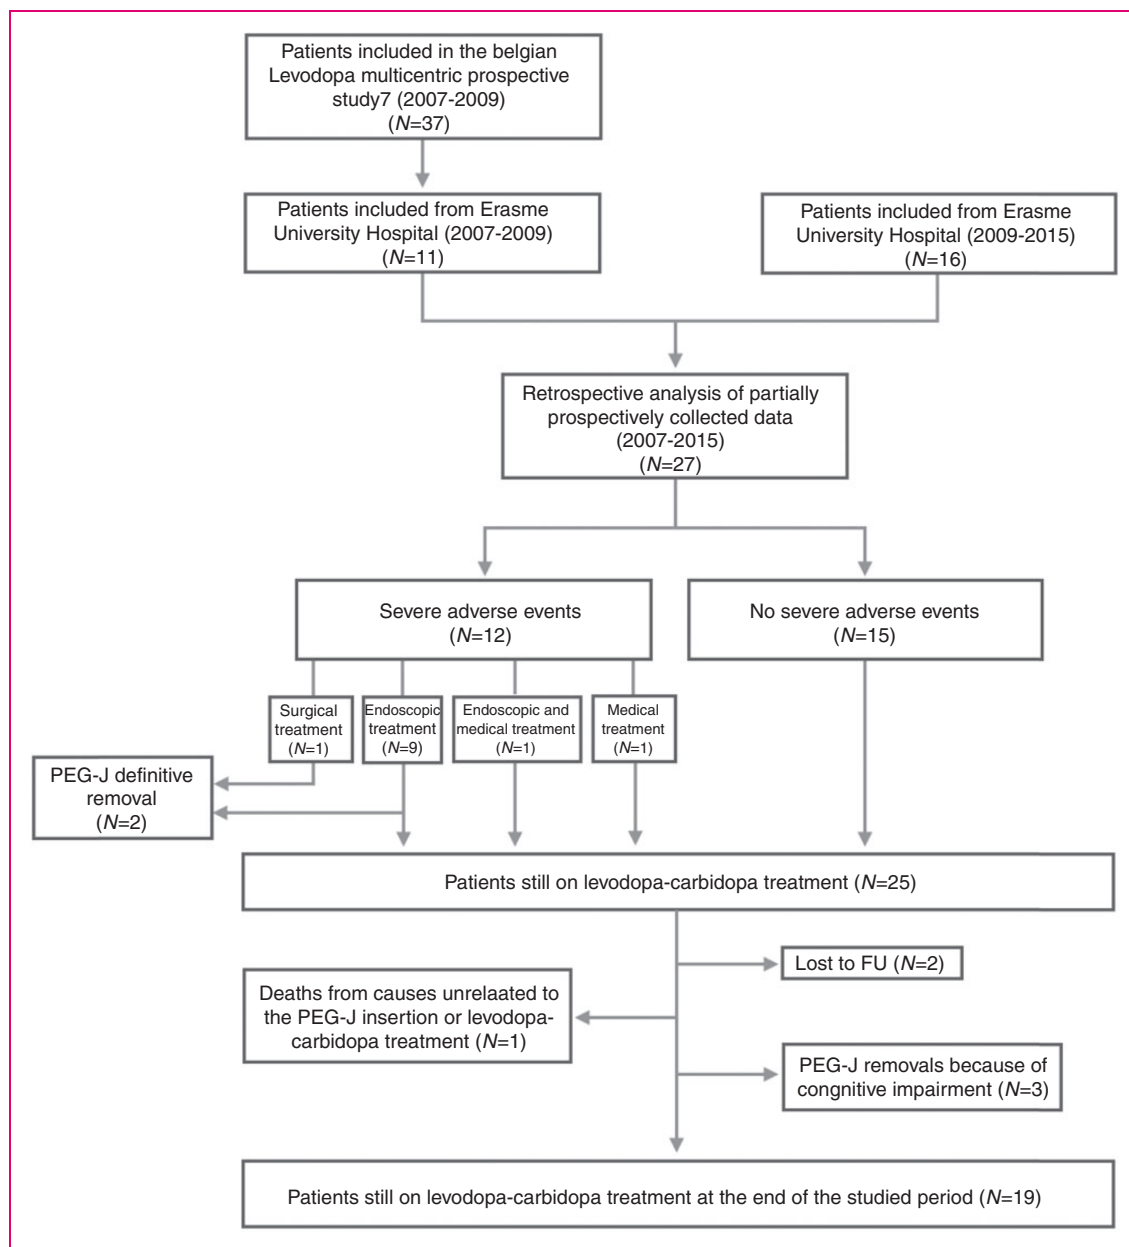 Patients included in the belgian
Levodopa multicentric prospective
study7 (2007-2009)
(N=37)
Patients included from Erasme
University Hospital (2007-2009)
(N=11)
Patients included from Erasme
University Hospital (2009-2015)
(N=16)
Retrospective analysis of partially
prospectively collected data
(2007-2015)
(N=27)
Severe adverse events
(N=12)
No severe adverse events
(N=15)
Surgical
treatment
(N=1)
Endoscopic
treatment
(N=9)
Endoscopic and
medical treatment
(N=1)
Medical
treatment
(N=1)
PEG-J definitive
removal
(N=2)
Patients still on levodopa-carbidopa treatment (N=25)
Lost to FU (N=2)
Deaths from causes unrelaated to
the PEG-J insertion or levodopa-
carbidopa treatment (N=1)
PEG-J removals because of
congnitive impairment (N=3)
Patients still on levodopa-carbidopa treatment at the end of the studied period (N=19)